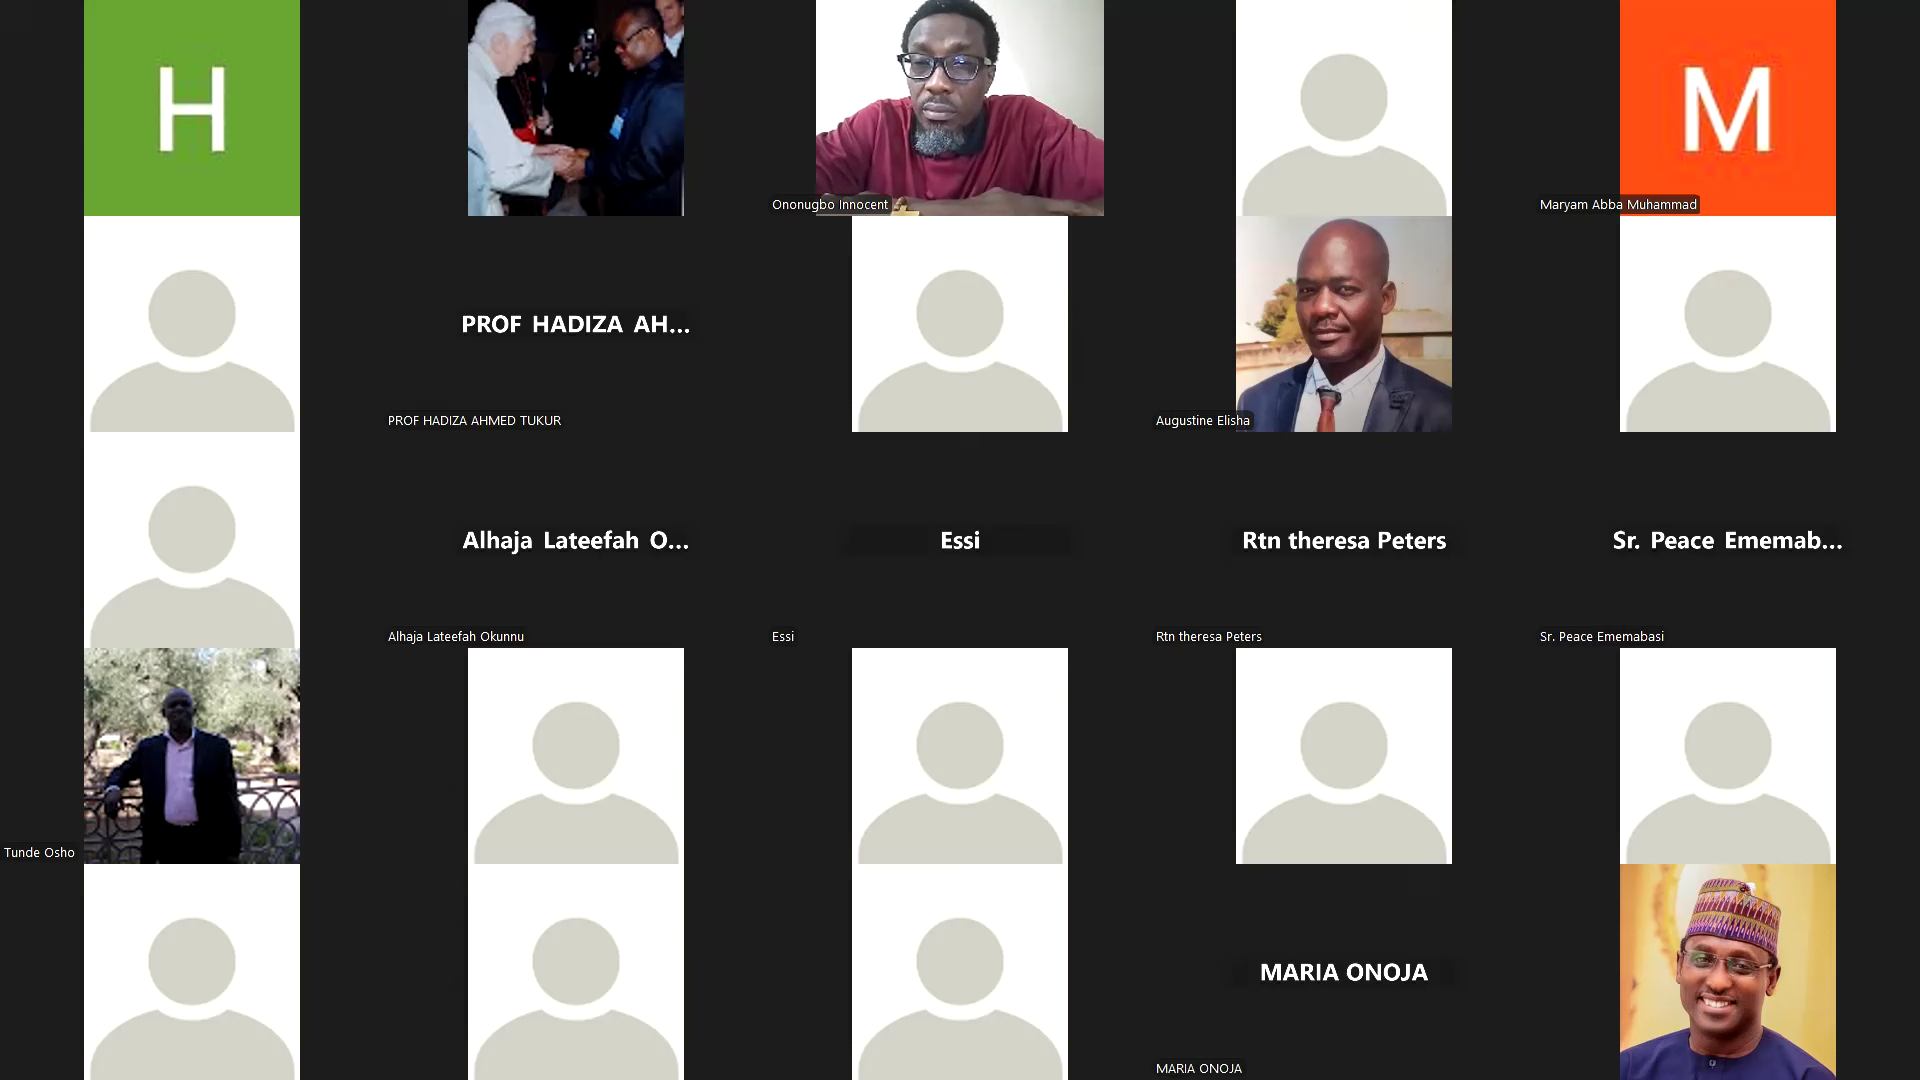 H
Ononugbo Innocent
M
Maryam Abba Muhammad
PROF HADIZA AH...
PROF HADIZA AHMED TUKUR
Augustine Elisha
Alhaja Lateefah O...
Alhaja Lateefah Okunnu
Essi
Essi
Rtn theresa Peters
Rtn theresa Peters
Sr. Peace Ememab...
Sr. Peace Ememabasi
Tunde Osho
MARIA ONOJA
MARIA ONOJA